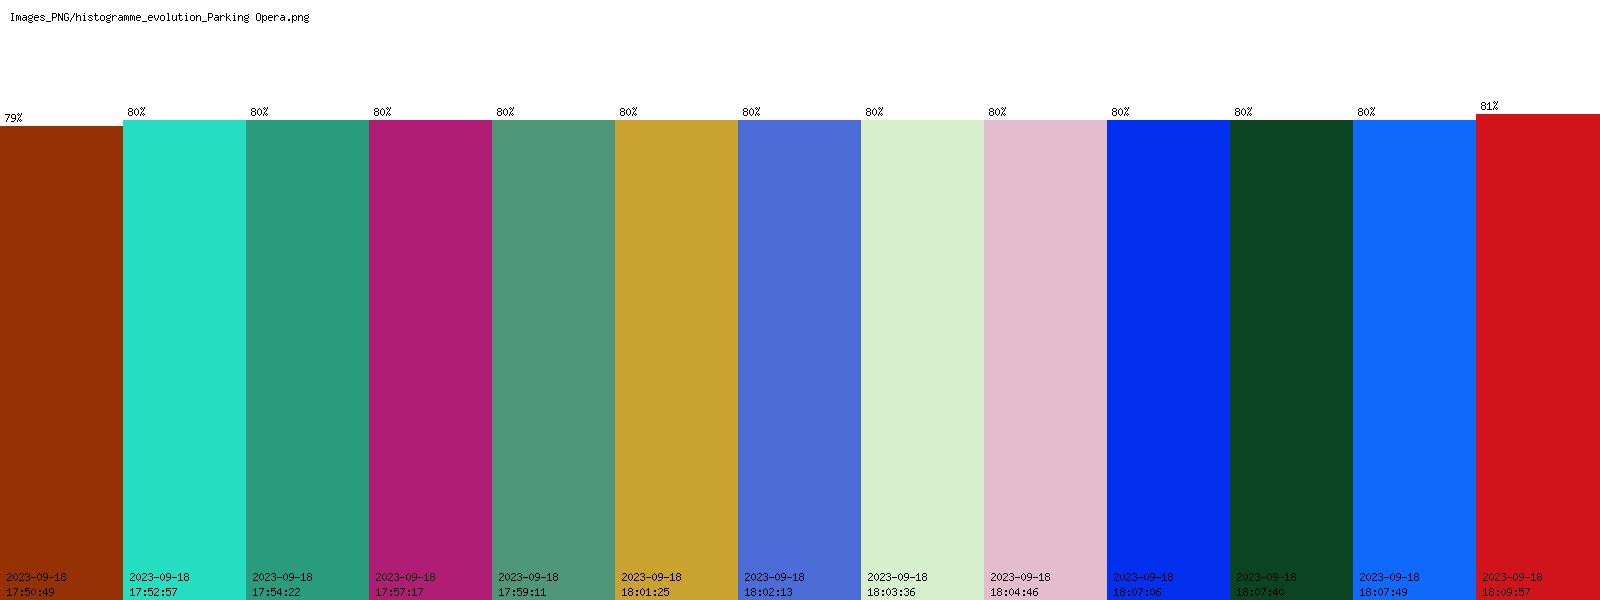 Images_PNG/histogramme_evolution_Parking Opera.png
81%
80% 80% 80% 80% 80% 80% 80% 80% 80% 80% 80%
79%
2023-09-18 2023-09-18 2023-09-18 2023-09-18 2023-09-18 2023-09-18 2023-09-18 2023-09-18 2023-09-18 2023-09-18 2023-09-18 2023-09-18 2023-09-18
17:50:49 17:52:57 17:54:22 17:57:17 17:59:11 18:01:25 18:02:13 18:03:36 18:04:46 18:07:06 18:07:40 18:07:49 18:09:57